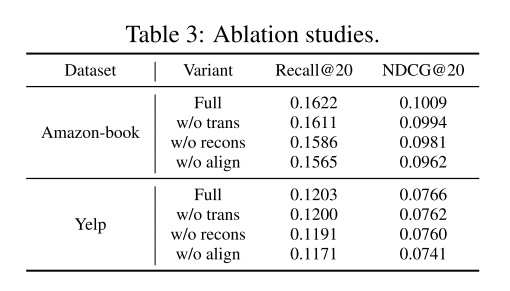 Table 3: Ablation studies.
Dataset Variant Recall@20 NDCG@20
Amazon-book
Full 0.1622 0.1009
w/o trans 0.1611 0.0994
w/o recons 0.1586 0.0981
w/o align 0.1565 0.0962
Yelp
Full 0.1203 0.0766
w/o trans 0.1200 0.0762
w/o recons 0.1191 0.0760
w/o align 0.1171 0.0741